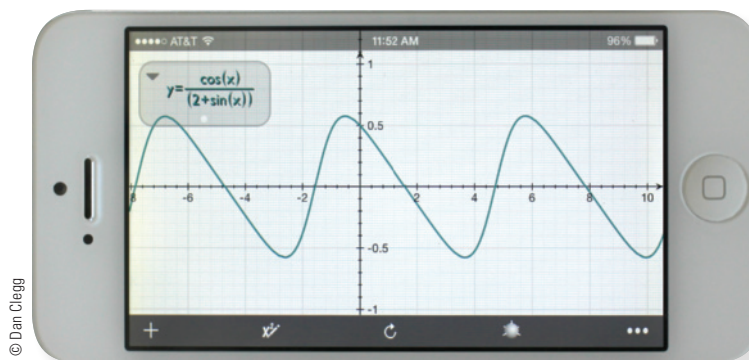 AT&T 11:52 AM 96%
y=cos(x)/(2+sin(x))
1
0.5
-8 -6 -4 -2 2 4 6 8 10
-0.5
-1
+ ...
© Dan Clegg